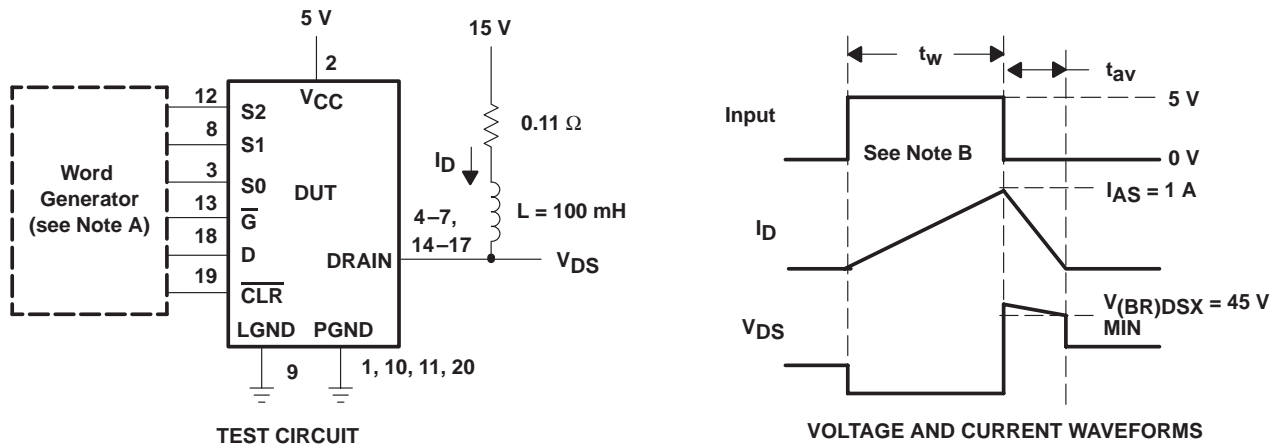 5 V
2
15 V
0.11 Ω
ID
L = 100 mH
VDS
Word
Generator
(see Note A)
12
8
3
13
18
19
VCC
S2
S1
S0
G
D
CLR
DUT
DRAIN
LGND
PGND
4–7,
14–17
9
1, 10, 11, 20
TEST CIRCUIT
tw
tav
Input
5 V
See Note B
0 V
IAS = 1 A
ID
V(BR)DSX = 45 V
MIN
VDS
VOLTAGE AND CURRENT WAVEFORMS